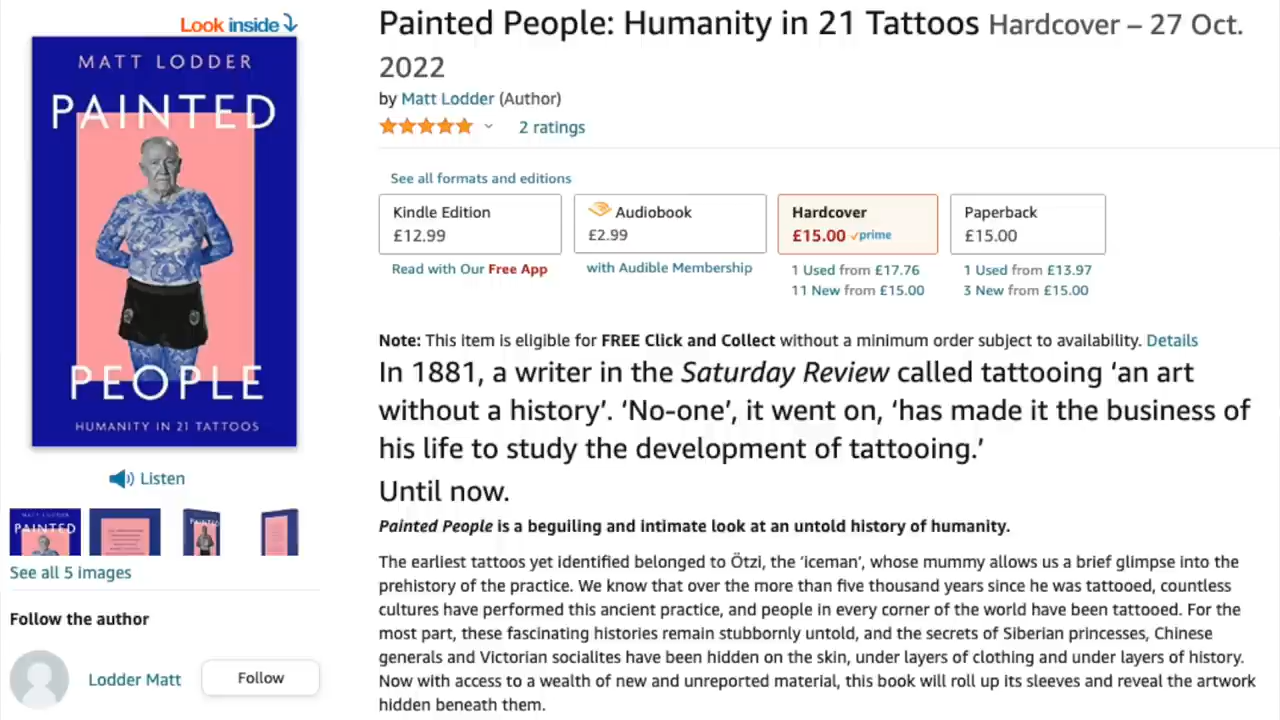 Look inside
MATT LODDER
PAINTED
PEOPLE
HUMANITY IN 21 TATTOOS
Listen
See all 5 images
Follow the author
Lodder Matt
Follow
Painted People: Humanity in 21 Tattoos Hardcover – 27 Oct.
2022
by Matt Lodder (Author)
2 ratings
See all formats and editions
Kindle Edition
£12.99
Read with Our Free App
Audiobook
£2.99
with Audible Membership
Hardcover
£15.00 prime
1 Used from £17.76
11 New from £15.00
Paperback
£15.00
1 Used from £13.97
3 New from £15.00
Note: This item is eligible for FREE Click and Collect without a minimum order subject to availability. Details
In 1881, a writer in the Saturday Review called tattooing ‘an art
without a history’. ‘No-one’, it went on, ‘has made it the business of
his life to study the development of tattooing.’
Until now.
Painted People is a beguiling and intimate look at an untold history of humanity.
The earliest tattoos yet identified belonged to Ötzi, the ‘iceman’, whose mummy allows us a brief glimpse into the
prehistory of the practice. We know that over the more than five thousand years since he was tattooed, countless
cultures have performed this ancient practice, and people in every corner of the world have been tattooed. For the
most part, these fascinating histories remain stubbornly untold, and the secrets of Siberian princesses, Chinese
generals and Victorian socialites have been hidden on the skin, under layers of clothing and under layers of history.
Now with access to a wealth of new and unreported material, this book will roll up its sleeves and reveal the artwork
hidden beneath them.